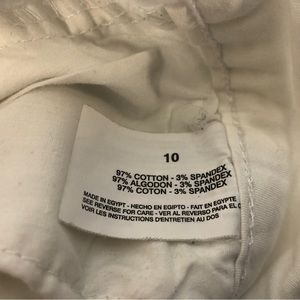 10
97% COTTON - 3% SPANDEX
97% ALGODON - 3% SPANDEX
97% COTON - 3% SPANDEX
MADE IN EGYPT - HECHO EN EGIPTO - FAIT EN EGYPTE
SEE REVERSE FOR CARE - VER AL REVERSO PARA EL
VOIR LES INSTRUCTIONS D'ENTRETIEN AU DOS